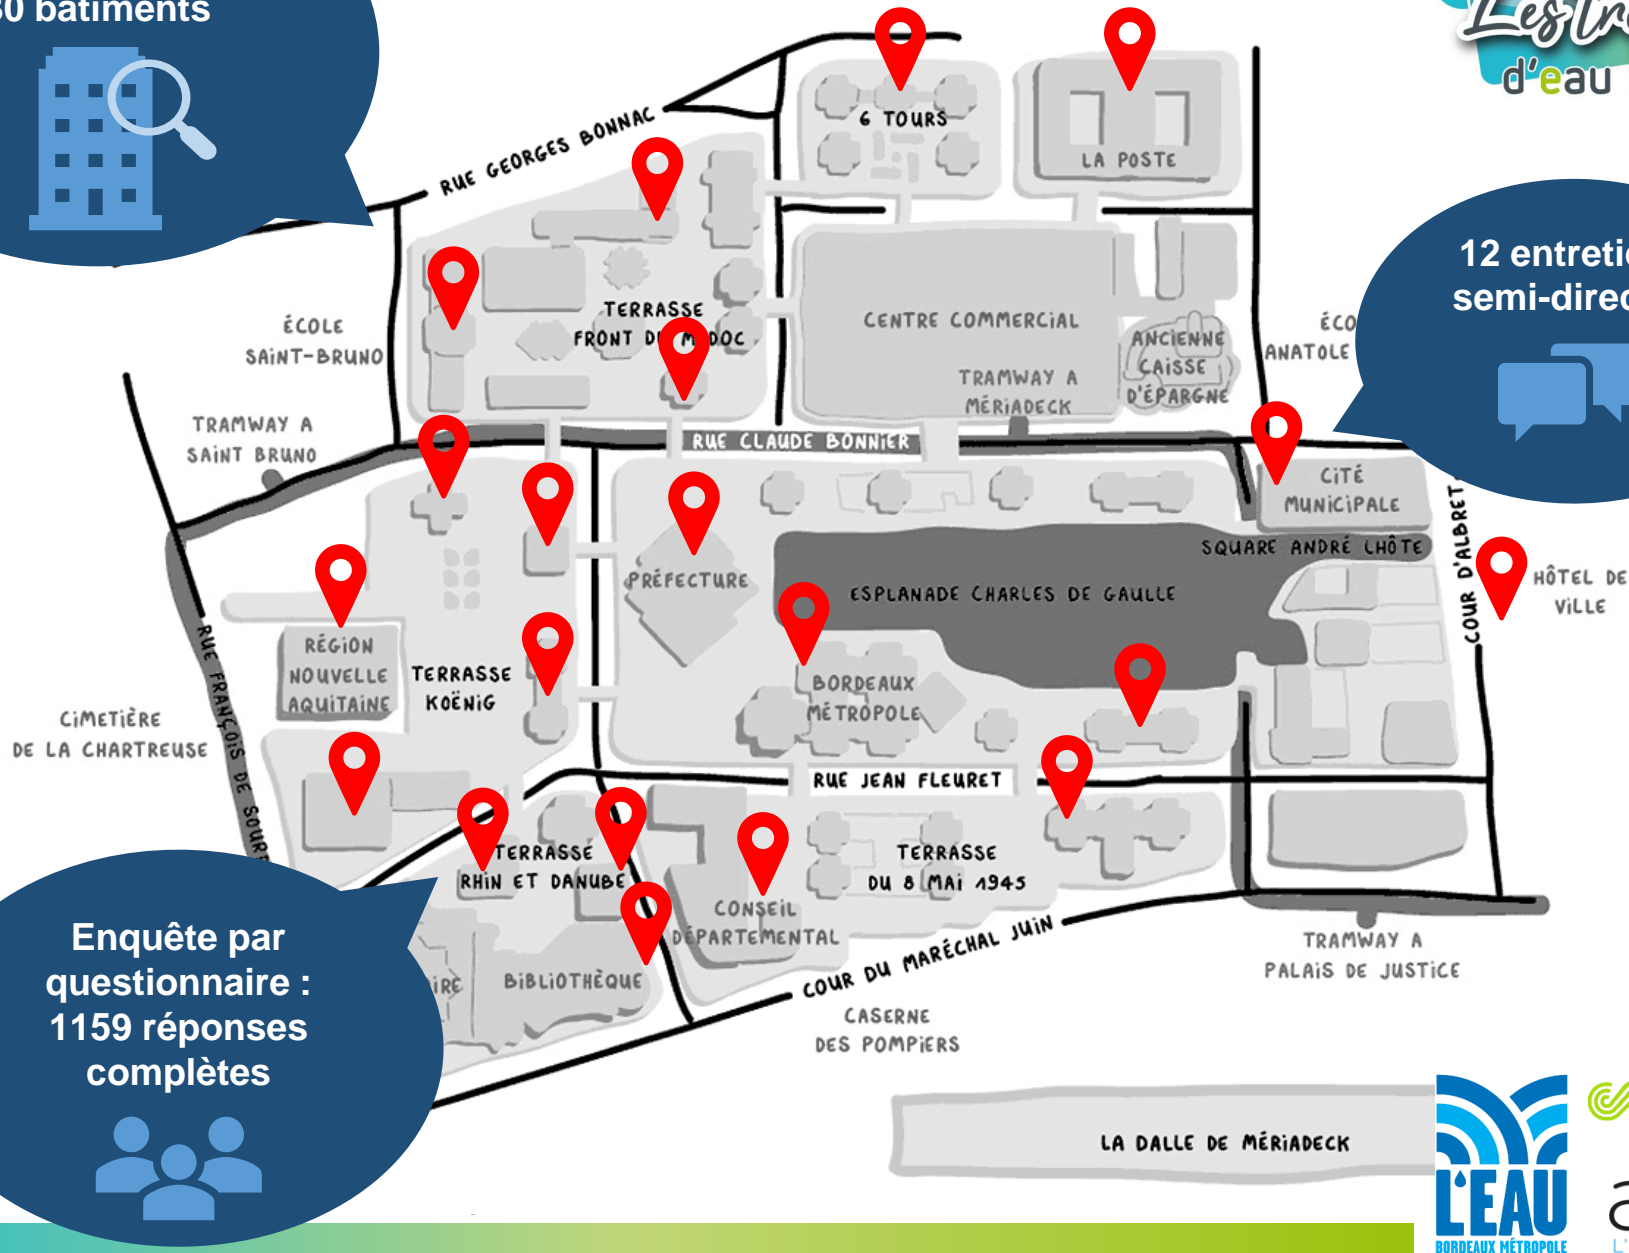 bâtiments
Les
d'eau
RUE GEORGES BONNAC
6 TOURS
LA POSTE
12
semi-direc
ÉCOLE
SAiNT-BRUNO
TERRASSE
FRONT DU MÉDOC
CENTRE COMMERCiAL
ANCiENNE
CAiSSE
D'ÉPARGNE
ANATOLE
TRAMWAY A
MÉRiADECK
TRAMWAY A
SAiNT BRUNO
RUE CLAUDE BONNiER
CiTÉ
MUNiCiPALE
COUR D'ALBRET
SQUARE ANDRÉ LHÔTE
PRÉFECTURE
ESPLANADE CHARLES DE GAULLE
HÔTEL DE
ViLLE
RÉGiON
NOUVELLE
AQUiTAiNE
TERRASSE
KOËNiG
BORDEAUX
MÉTROPOLE
CiMETiÈRE
DE LA CHARTREUSE
RUE FRANÇOiS DE SOUR
RUE JEAN FLEURET
TERRASSE
RHiN ET DANUBE
TERRASSE
DU 8 MAi 1945
CONSEiL
DÉPARTEMENTAL
BiBLiOTHÈQUE
COUR DU MARÉCHAL JUiN
TRAMWAY A
PALAiS DE JUSTiCE
CASERNE
DES POMPiERS
Enquête par
questionnaire :
1159 réponses
complètes
LA DALLE DE MÉRiADECK
L'EAU
BORDEAUX MÉTROPOLE